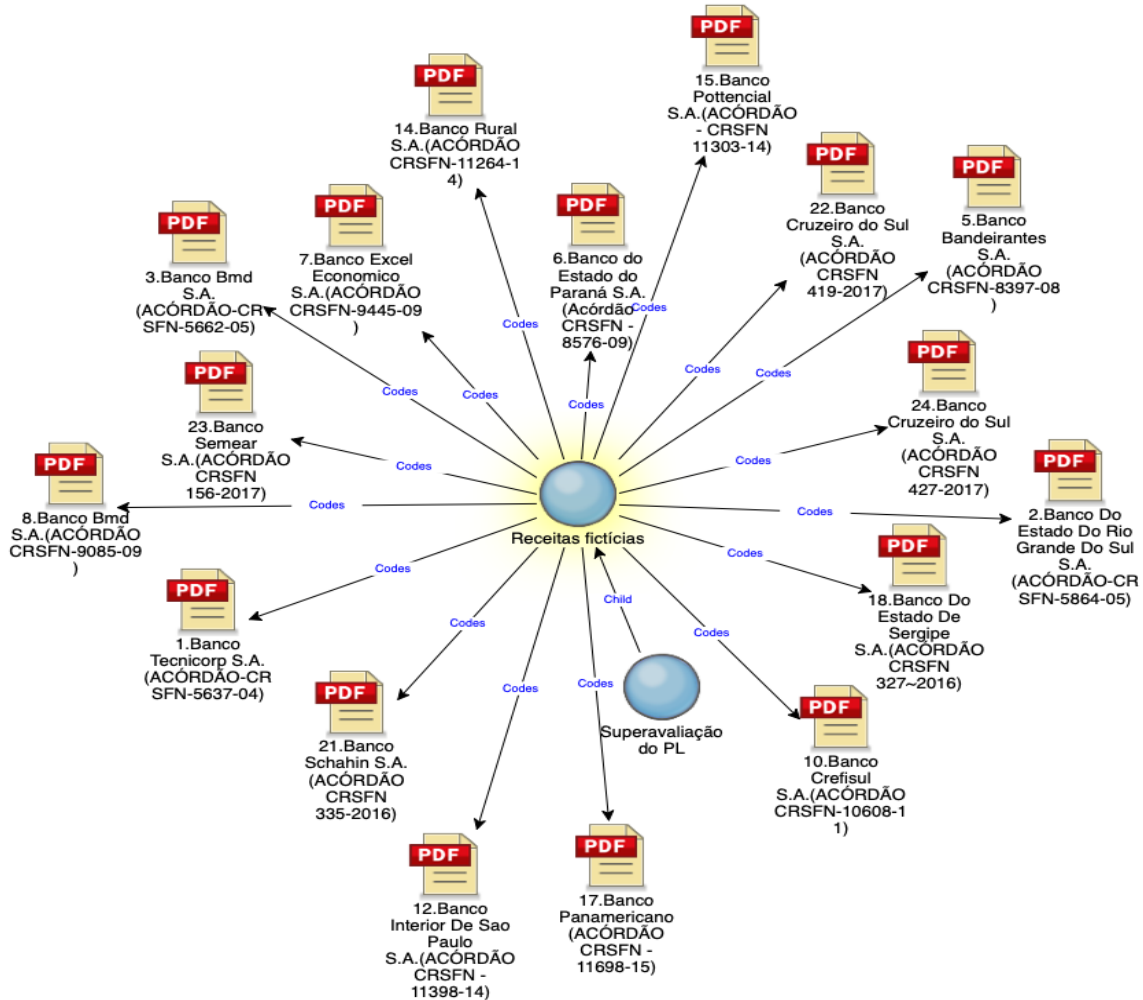 PDF
15.Banco
Pottencial
S.A.(ACÓRDÃO
- CRSFN
11303-14)
PDF
14.Banco Rural
S.A.(ACÓRDÃO
CRSFN-11264-1
4)
PDF
22.Banco
Cruzeiro do Sul
S.A.
(ACÓRDÃO
CRSFN
419-2017)
PDF
5.Banco
Bandeirantes
S.A.(ACÓRDÃO
CRSFN-8397-08
)
PDF
7.Banco Excel
Economico
S.A.(ACÓRDÃO
CRSFN-9445-09
)
PDF
6.Banco do
Estado do
Paraná S.A.
(Acórdão
CRSFN -
8576-09)
PDF
3.Banco Bmd
S.A.
(ACÓRDÃO-CR
SFN-5662-05)
PDF
23.Banco
Semear
S.A.(ACÓRDÃO
CRSFN
156-2017)
PDF
24.Banco
Cruzeiro do Sul
S.A.
(ACÓRDÃO
CRSFN
427-2017)
PDF
8.Banco Bmd
S.A.(ACÓRDÃO
CRSFN-9085-09
)
PDF
2.Banco Do
Estado Do Rio
Grande Do Sul
S.A.
(ACÓRDÃO-CR
SFN-5864-05)
Codes
Codes
Codes
Codes
Codes
Codes
Codes
Codes
Codes
Codes
Codes
Receitas fictícias
Codes
Codes
Codes
Codes
Codes
Codes
Child
Superavaliação
do PL
PDF
18.Banco Do
Estado De
Sergipe
S.A.(ACÓRDÃO
CRSFN
327~2016)
PDF
1.Banco
Tecnicorp S.A.
(ACÓRDÃO-CR
SFN-5637-04)
PDF
21.Banco
Schahin S.A.
(ACÓRDÃO
CRSFN
335-2016)
PDF
10.Banco
Crefisul
S.A.(ACÓRDÃO
CRSFN-10608-1
1)
PDF
12.Banco
Interior De Sao
Paulo
S.A.(ACÓRDÃO
CRSFN -
11398-14)
PDF
17.Banco
Panamericano
(ACÓRDÃO
CRSFN -
11698-15)